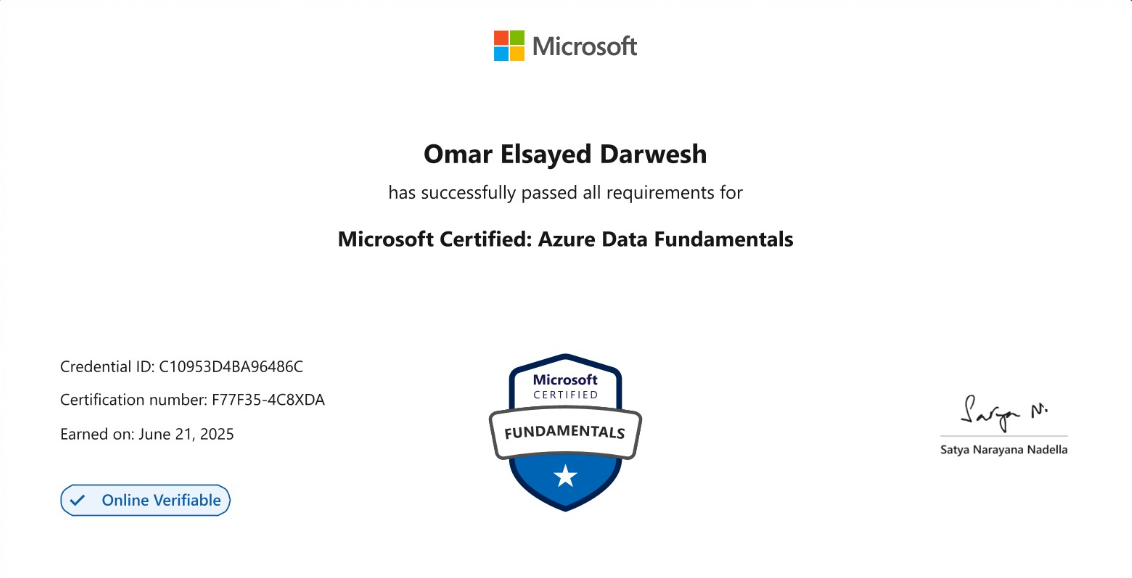 Microsoft
Omar Elsayed Darwesh
has successfully passed all requirements for
Microsoft Certified: Azure Data Fundamentals
Credential ID: C10953D4BA96486C
Certification number: F77F35-4C8XDA
Earned on: June 21, 2025
Online Verifiable
Microsoft
CERTIFIED
FUNDAMENTALS
Satya N.
Satya Narayana Nadella